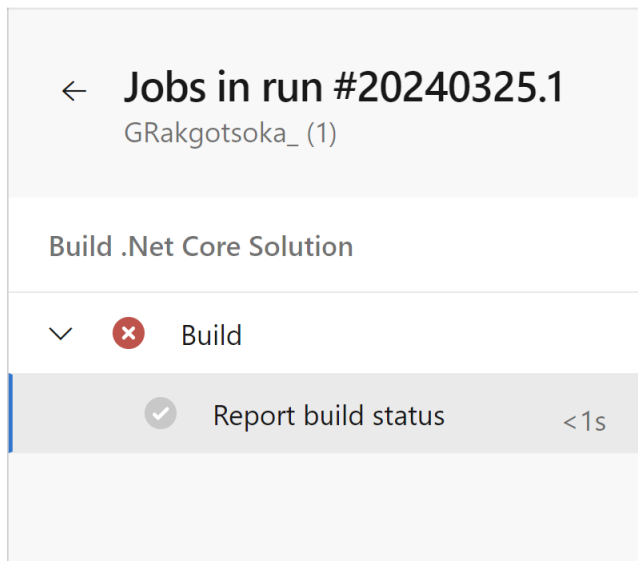 Jobs in run #20240325.1
GRakgotsoka_ (1)
Build .Net Core Solution
Build
Report build status <1s